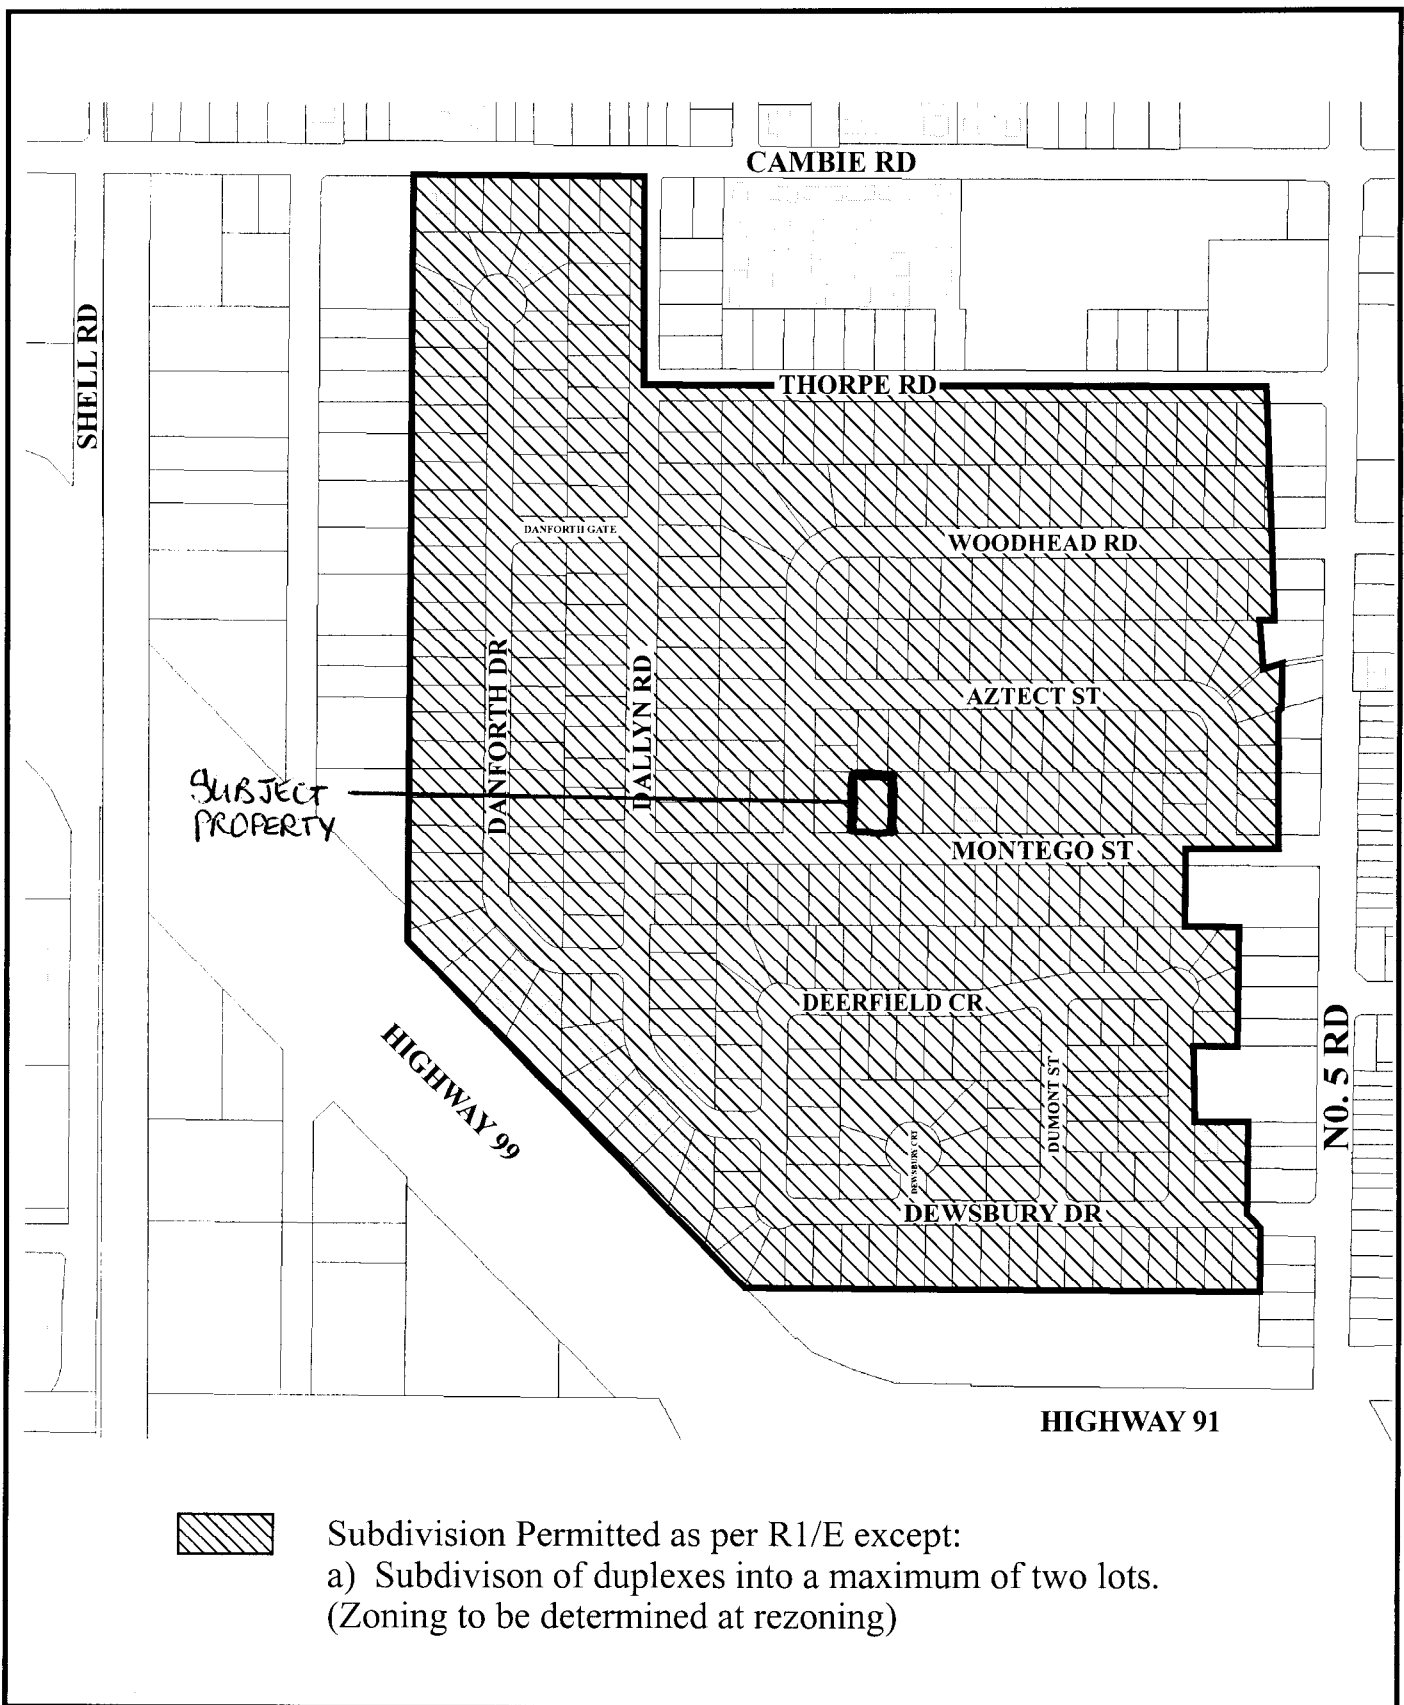 CAMBIE RD
SHELL RD
THORPE RD
DANFORTH GATE
WOODHEAD RD
DANFORTH DR
DALLYN RD
AZTECT ST
SUBJECT
PROPERTY
MONTEGO ST
DEERFIELD CR
HIGHWAY 99
DUMONT ST
N0. 5 RD
DEWSBURY CRT
DEWSBURY DR
HIGHWAY 91
Subdivision Permitted as per R1/E except:
a) Subdivison of duplexes into a maximum of two lots.
(Zoning to be determined at rezoning)